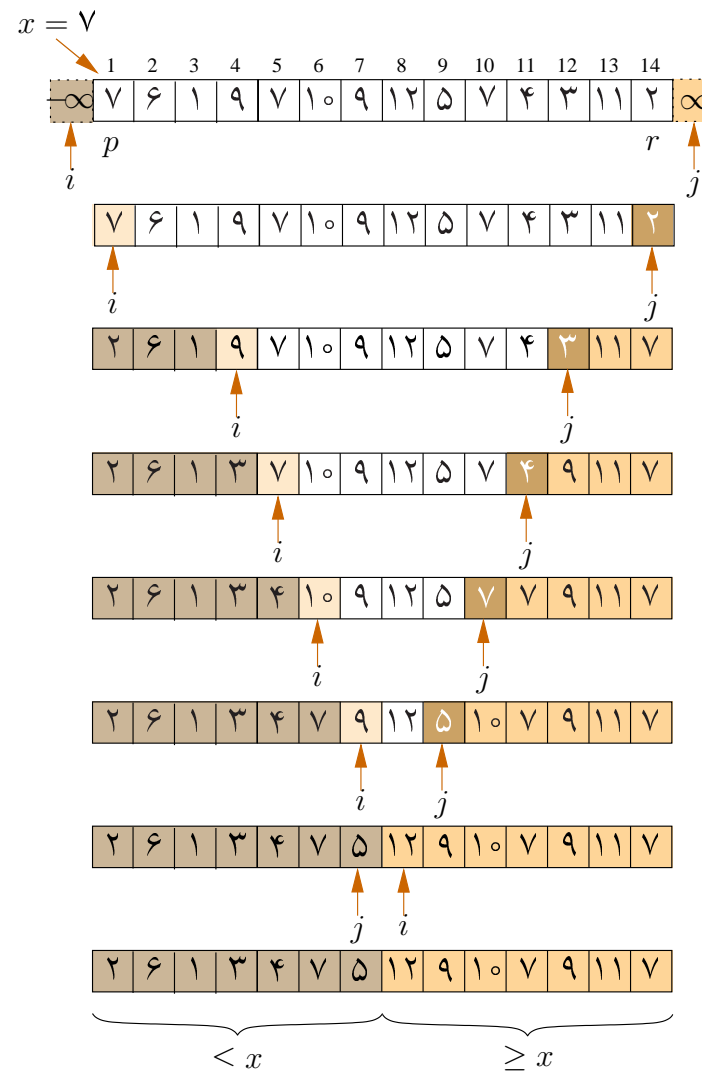 x = ۷
1 2 3 4 5 6 7 8 9 10 11 12 13 14
−∞ ۷ ۶ ۱ ۹ ۷ ۱۰ ۹ ۱۲ ۵ ۷ ۴ ۳ ۱۱ ۲ ∞
p r
i j
۷ ۶ ۱ ۹ ۷ ۱۰ ۹ ۱۲ ۵ ۷ ۴ ۳ ۱۱ ۲
i j
۲ ۶ ۱ ۹ ۷ ۱۰ ۹ ۱۲ ۵ ۷ ۴ ۳ ۱۱ ۷
i j
۲ ۶ ۱ ۳ ۷ ۱۰ ۹ ۱۲ ۵ ۷ ۴ ۹ ۱۱ ۷
i j
۲ ۶ ۱ ۳ ۴ ۱۰ ۹ ۱۲ ۵ ۷ ۷ ۹ ۱۱ ۷
i j
۲ ۶ ۱ ۳ ۴ ۷ ۹ ۱۲ ۵ ۱۰ ۷ ۹ ۱۱ ۷
i j
۲ ۶ ۱ ۳ ۴ ۷ ۵ ۱۲ ۹ ۱۰ ۷ ۹ ۱۱ ۷
j i
۲ ۶ ۱ ۳ ۴ ۷ ۵ ۱۲ ۹ ۱۰ ۷ ۹ ۱۱ ۷
< x ≥ x